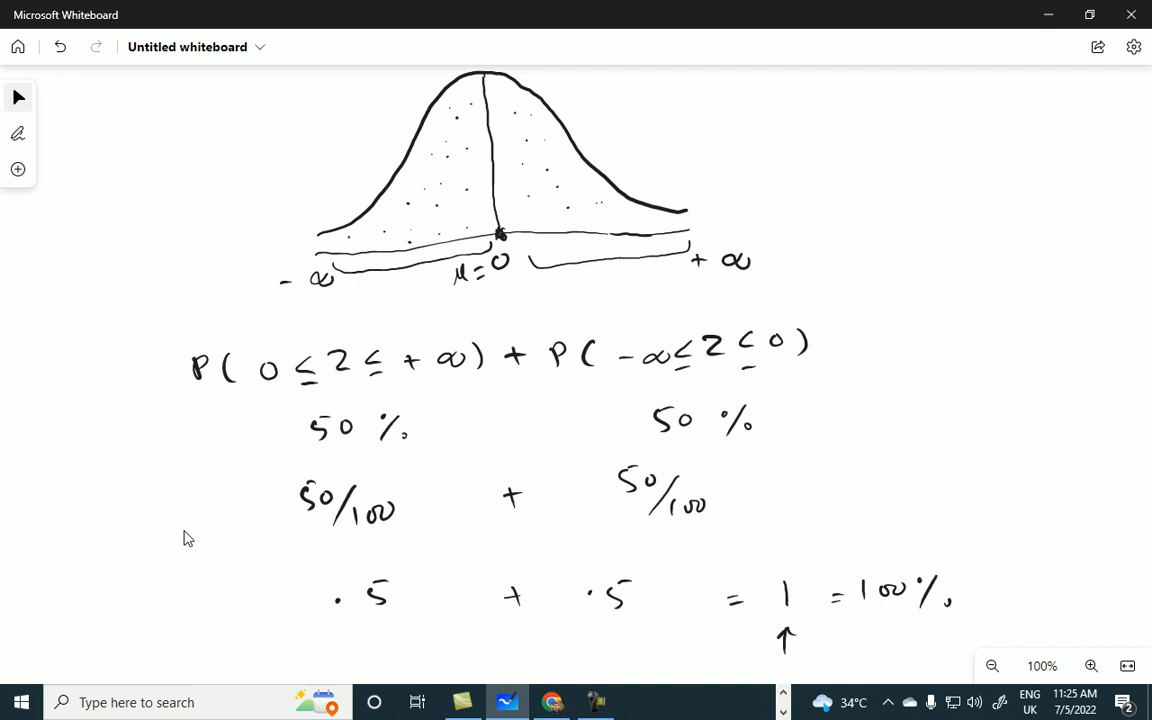 Microsoft Whiteboard
Untitled whiteboard
- ∞ μ = 0 + ∞
P ( 0 ≤ Z ≤ + ∞ ) + P ( - ∞ ≤ Z ≤ 0 )
50 % 50 %
50/100 + 50/100
.5 + .5 = 1 = 100%
100%
Type here to search
34°C
ENG
UK
11:25 AM
7/5/2022
2